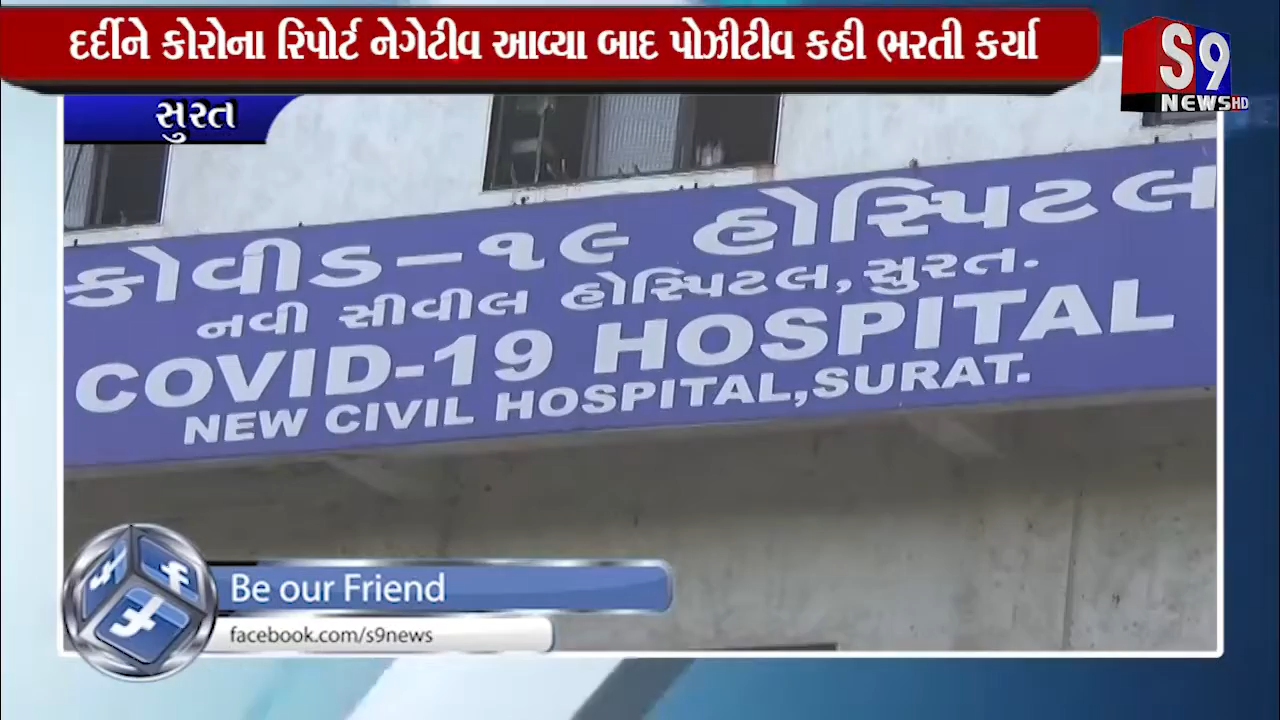 દર્દીને કોરોના રિપોર્ટ નેગેટીવ આવ્યા બાદ પોઝીટીવ કહી ભરતી કર્યા
S9
NEWS HD
સુરત
કોવીડ-૧૯ હોસ્પિટલ
નવી સીવીલ હોસ્પિટલ, સુરત.
COVID-19 HOSPITAL
NEW CIVIL HOSPITAL, SURAT.
Be our Friend
facebook.com/s9news